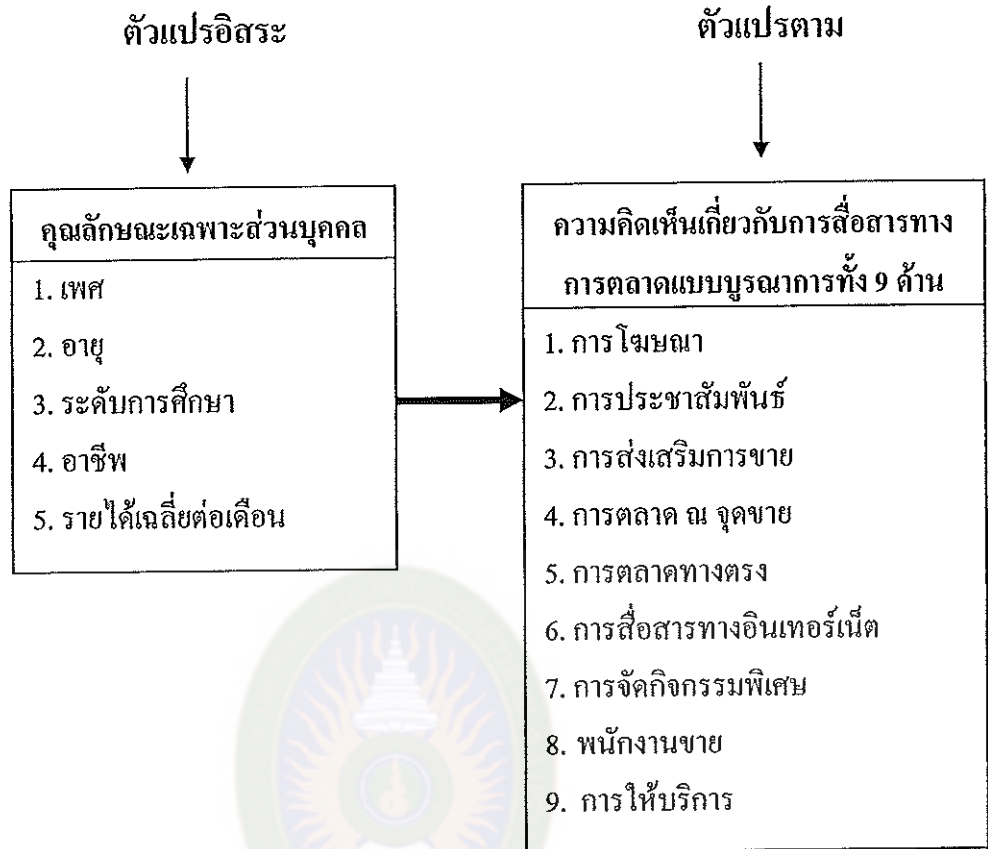 ตัวแปรอิสระ
ตัวแปรตาม
คุณลักษณะเฉพาะส่วนบุคคล
1. เพศ
2. อายุ
3. ระดับการศึกษา
4. อาชีพ
5. รายได้เฉลี่ยต่อเดือน
ความคิดเห็นเกี่ยวกับการสื่อสารทาง
การตลาดแบบบูรณาการทั้ง 9 ด้าน
1. การโฆษณา
2. การประชาสัมพันธ์
3. การส่งเสริมการขาย
4. การตลาด ณ จุดขาย
5. การตลาดทางตรง
6. การสื่อสารทางอินเทอร์เน็ต
7. การจัดกิจกรรมพิเศษ
8. พนักงานขาย
9. การให้บริการ